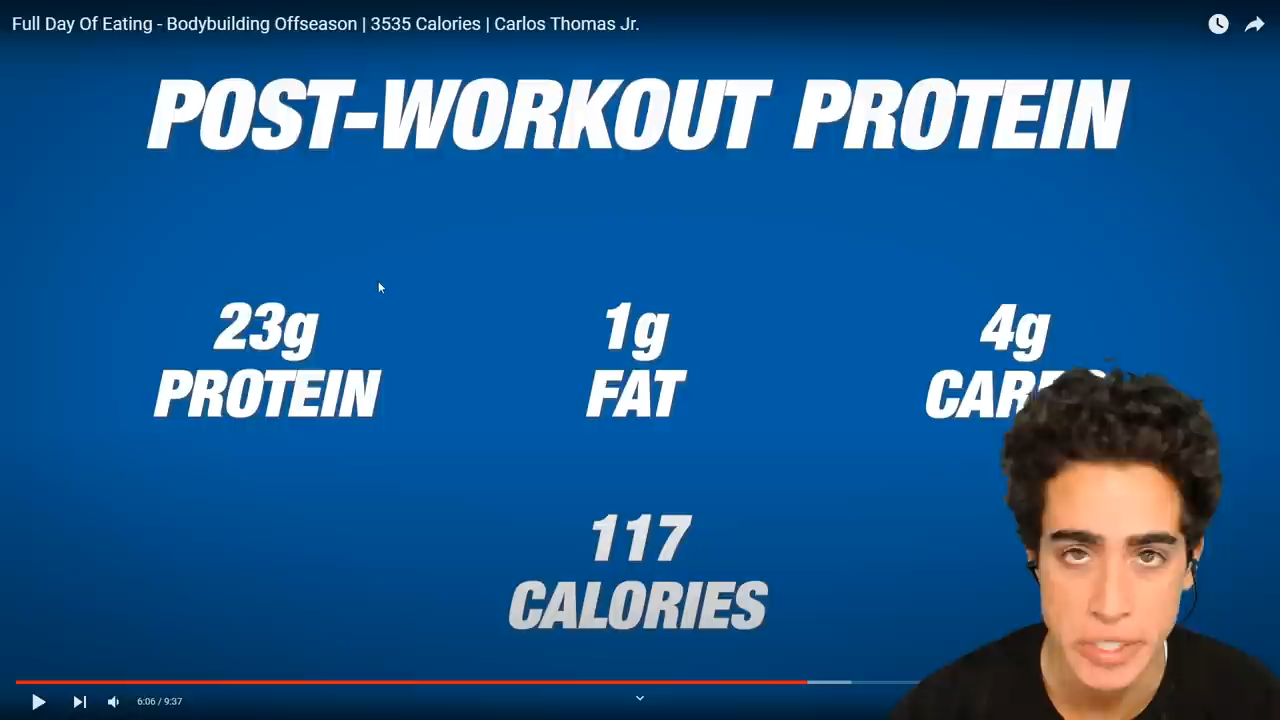 Full Day Of Eating - Bodybuilding Offseason | 3535 Calories | Carlos Thomas Jr.
POST-WORKOUT PROTEIN
23g
PROTEIN
1g
FAT
4g
CARBS
117
CALORIES
6:06 / 9:37